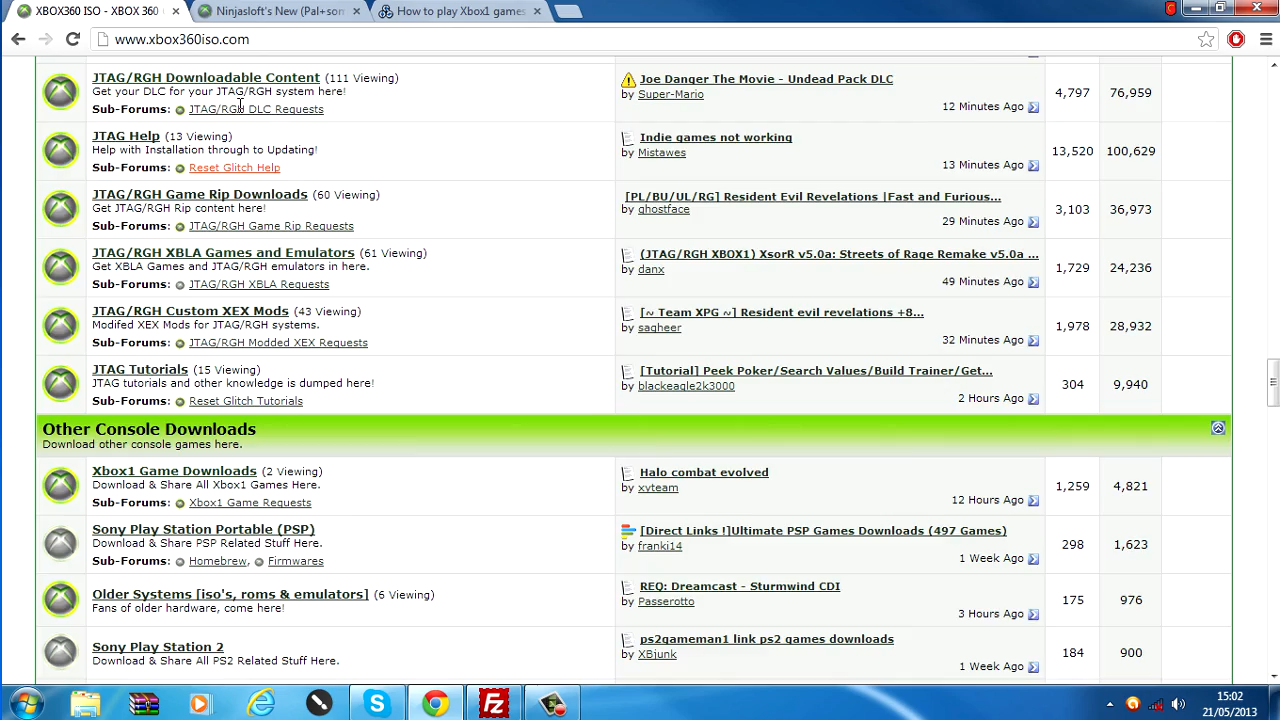 XBOX360 ISO - XBOX 360
Ninjasloft's New (Pal+som
How to play Xbox1 games
www.xbox360iso.com
JTAG/RGH Downloadable Content (111 Viewing)
Get your DLC for your JTAG/RGH system here!
Sub-Forums: JTAG/RGH DLC Requests
Joe Danger The Movie - Undead Pack DLC
by Super-Mario
12 Minutes Ago
4,797
76,959
JTAG Help (13 Viewing)
Help with Installation through to Updating!
Sub-Forums: Reset Glitch Help
Indie games not working
by Mistawes
13 Minutes Ago
13,520
100,629
JTAG/RGH Game Rip Downloads (60 Viewing)
Get JTAG/RGH Rip content here!
Sub-Forums: JTAG/RGH Game Rip Requests
[PL/BU/UL/RG] Resident Evil Revelations |Fast and Furious...
by ghostface
29 Minutes Ago
3,103
36,973
JTAG/RGH XBLA Games and Emulators (61 Viewing)
Get XBLA Games and JTAG/RGH emulators in here.
Sub-Forums: JTAG/RGH XBLA Requests
(JTAG/RGH XBOX1) XsorR v5.0a: Streets of Rage Remake v5.0a ...
by danx
49 Minutes Ago
1,729
24,236
JTAG/RGH Custom XEX Mods (43 Viewing)
Modifed XEX Mods for JTAG/RGH systems.
Sub-Forums: JTAG/RGH Modded XEX Requests
[~ Team XPG ~] Resident evil revelations +8...
by sagheer
32 Minutes Ago
1,978
28,932
JTAG Tutorials (15 Viewing)
JTAG tutorials and other knowledge is dumped here!
Sub-Forums: Reset Glitch Tutorials
[Tutorial] Peek Poker/Search Values/Build Trainer/Get...
by blackeagle2k3000
2 Hours Ago
304
9,940
Other Console Downloads
Download other console games here.
Xbox1 Game Downloads (2 Viewing)
Download & Share All Xbox1 Games Here.
Sub-Forums: Xbox1 Game Requests
Halo combat evolved
by xvteam
12 Hours Ago
1,259
4,821
Sony Play Station Portable (PSP)
Download & Share PSP Related Stuff Here.
Sub-Forums: Homebrew, Firmwares
[Direct Links !]Ultimate PSP Games Downloads (497 Games)
by franki14
1 Week Ago
298
1,623
Older Systems [iso's, roms & emulators] (6 Viewing)
Fans of older hardware, come here!
REQ: Dreamcast - Sturmwind CDI
by Passerotto
3 Hours Ago
175
976
Sony Play Station 2
Download & Share All PS2 Related Stuff Here.
ps2gameman1 link ps2 games downloads
by XBjunk
1 Week Ago
184
900
15:02
21/05/2013